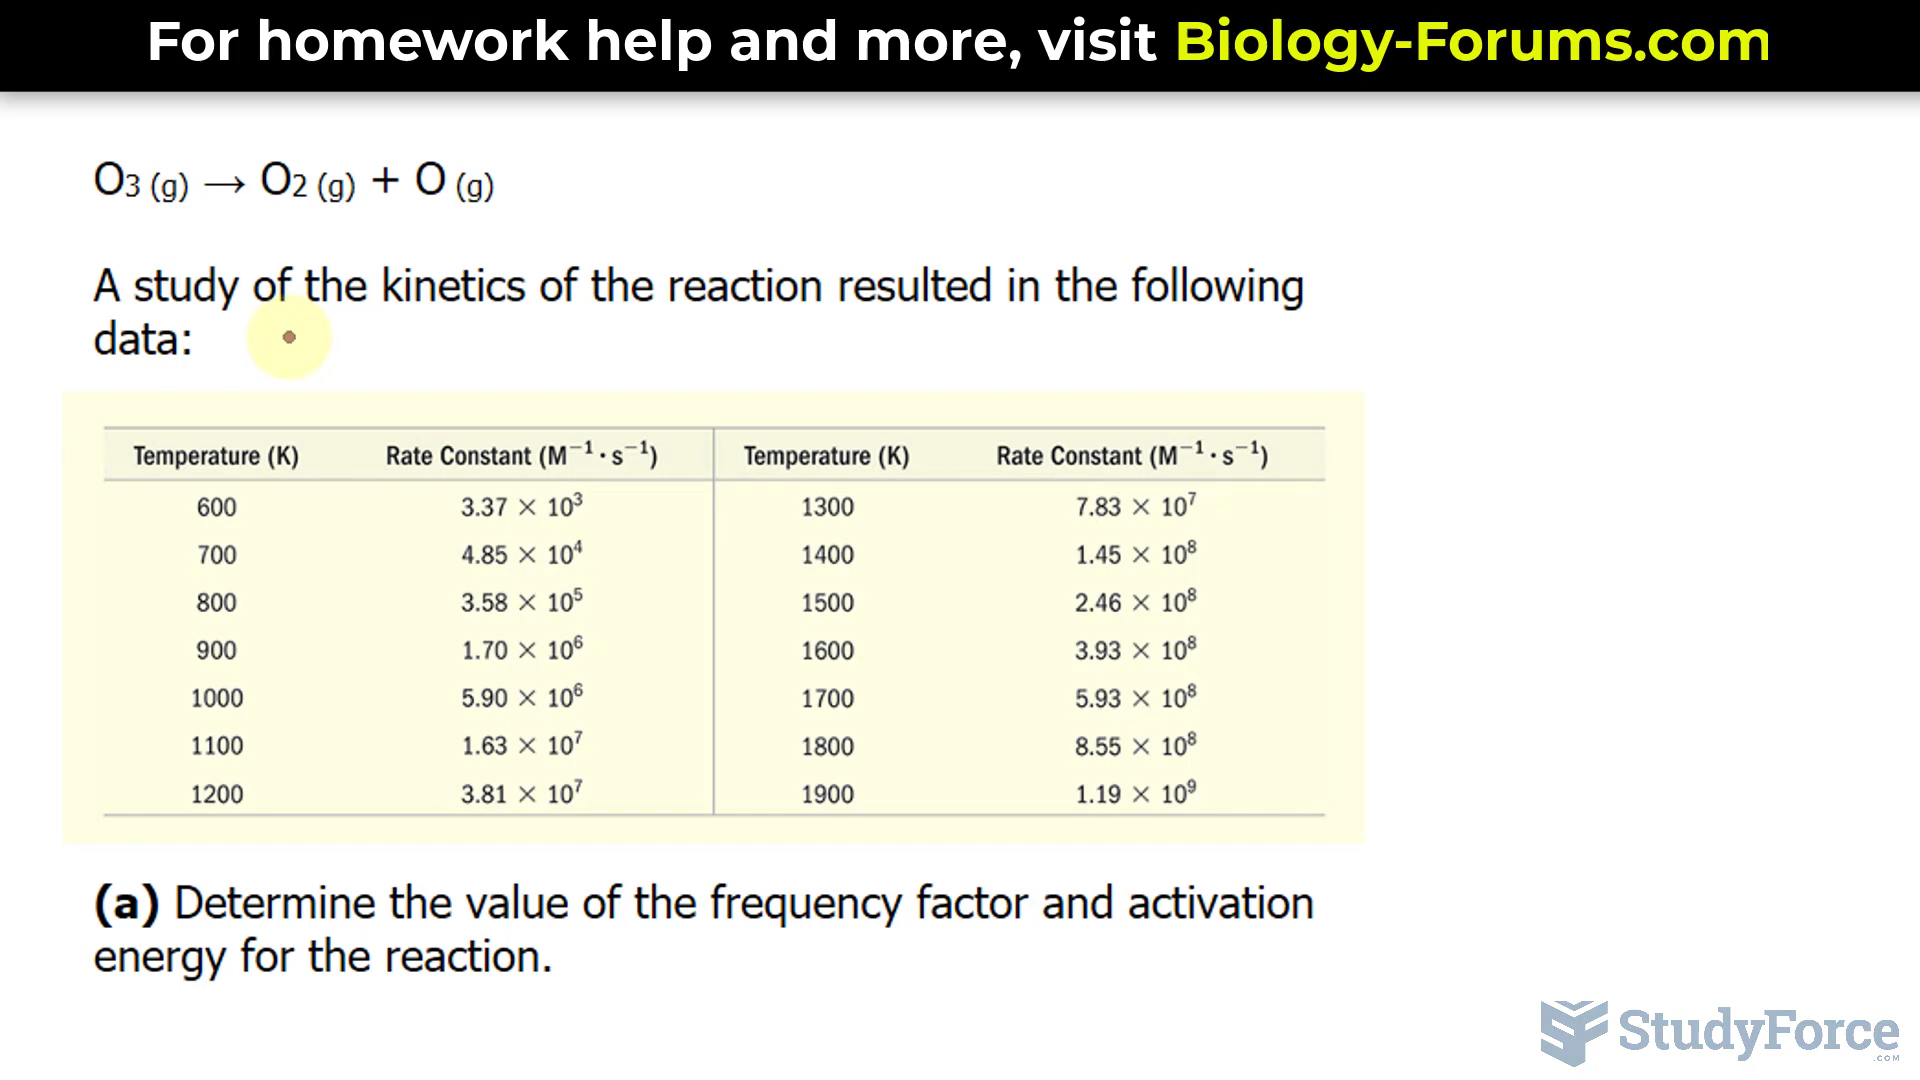 For homework help and more, visit Biology-Forums.com
O₃ (g) → O₂ (g) + O (g)
A study of the kinetics of the reaction resulted in the following
data:
Temperature (K) Rate Constant (M⁻¹ · s⁻¹) Temperature (K) Rate Constant (M⁻¹ · s⁻¹)
600 3.37 × 10³ 1300 7.83 × 10⁷
700 4.85 × 10⁴ 1400 1.45 × 10⁸
800 3.58 × 10⁵ 1500 2.46 × 10⁸
900 1.70 × 10⁶ 1600 3.93 × 10⁸
1000 5.90 × 10⁶ 1700 5.93 × 10⁸
1100 1.63 × 10⁷ 1800 8.55 × 10⁸
1200 3.81 × 10⁷ 1900 1.19 × 10⁹
(a) Determine the value of the frequency factor and activation
energy for the reaction.
StudyForce
.COM